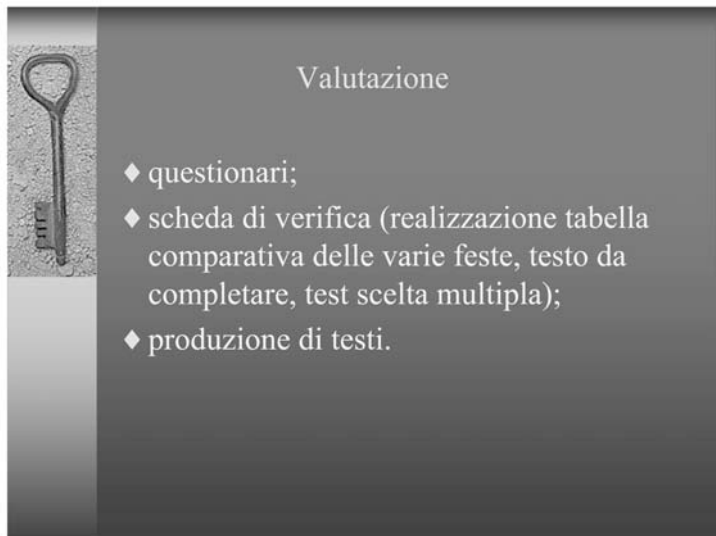 Valutazione
♦ questionari;
♦ scheda di verifica (realizzazione tabella
comparativa delle varie feste, testo da
completare, test scelta multipla);
♦ produzione di testi.